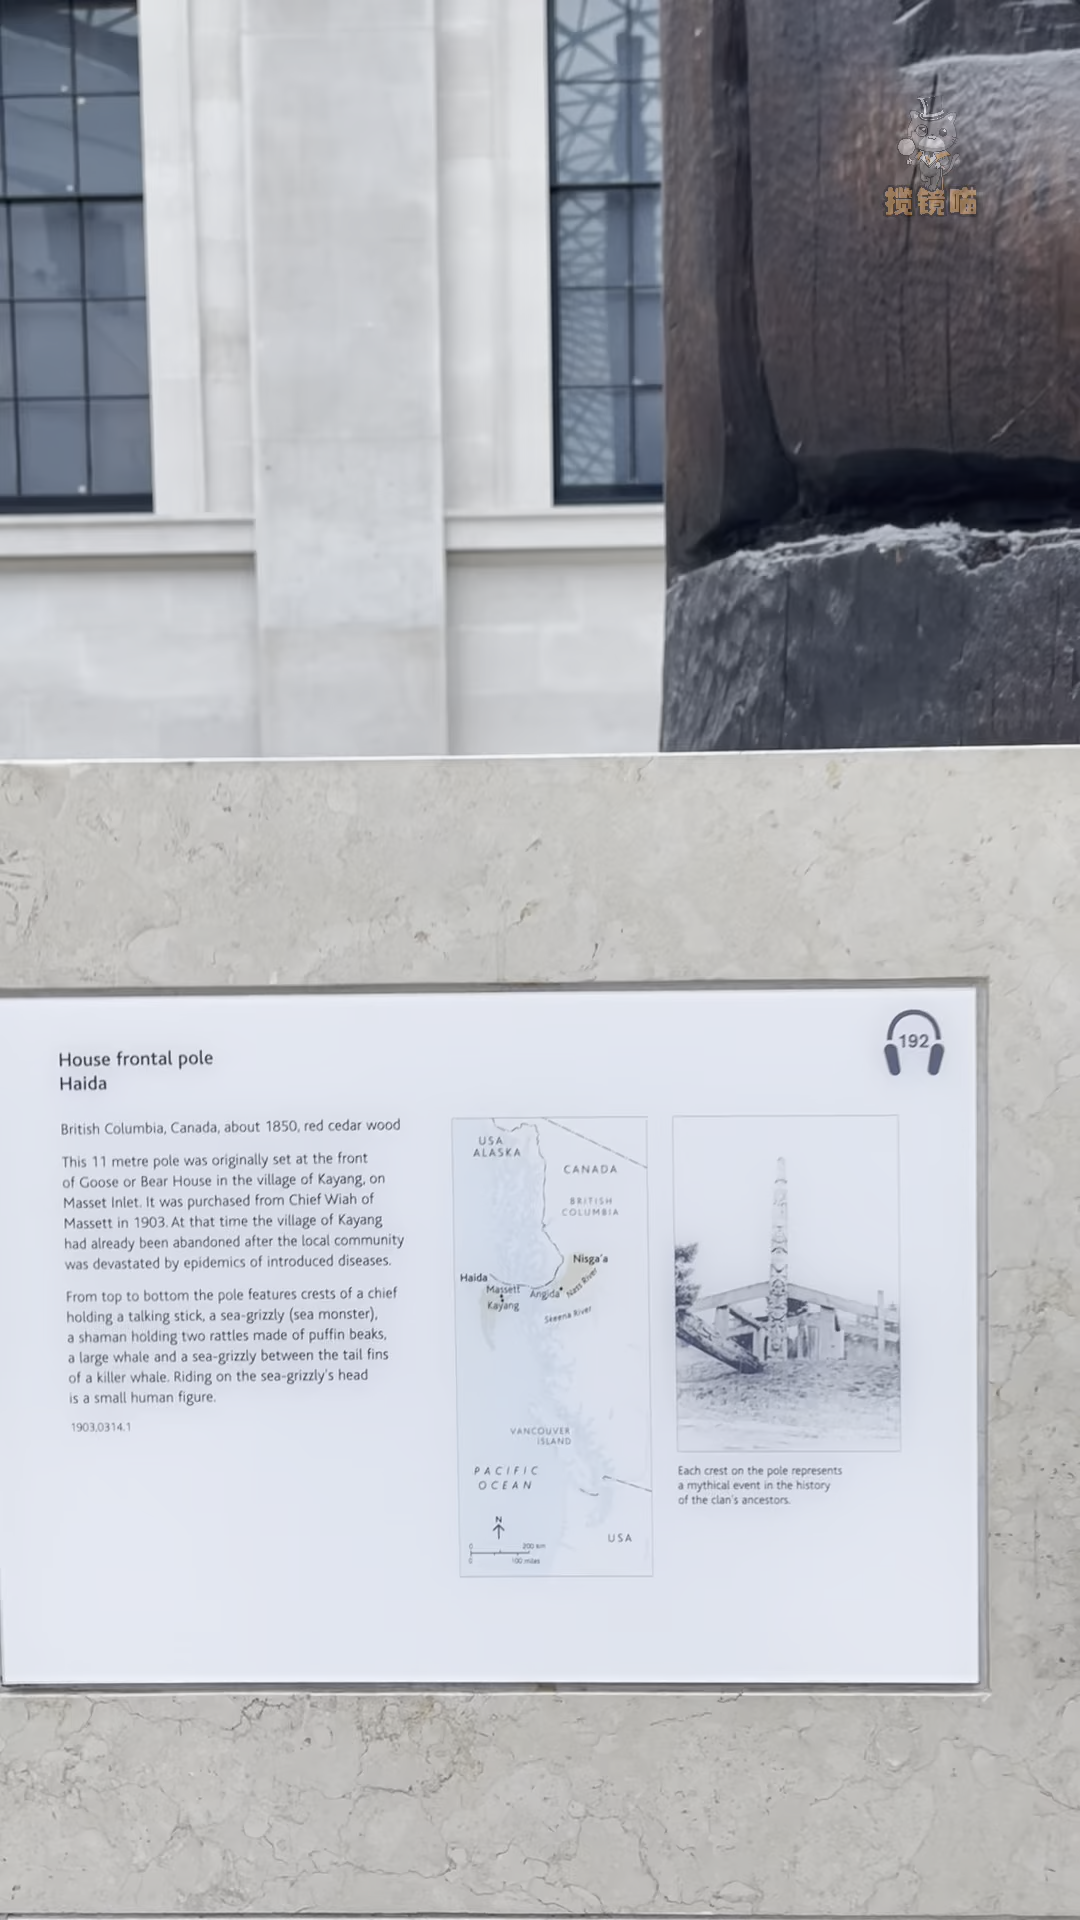 揽镜喵
192
House frontal pole
Haida
British Columbia, Canada, about 1850, red cedar wood
This 11 metre pole was originally set at the front
of Goose or Bear House in the village of Kayang, on
Masset Inlet. It was purchased from Chief Wiah of
Massett in 1903. At that time the village of Kayang
had already been abandoned after the local community
was devastated by epidemics of introduced diseases.
From top to bottom the pole features crests of a chief
holding a talking stick, a sea-grizzly (sea monster),
a shaman holding two rattles made of puffin beaks,
a large whale and a sea-grizzly between the tail fins
of a killer whale. Riding on the sea-grizzly's head
is a small human figure.
1903,0314.1
USA
ALASKA
CANADA
BRITISH
COLUMBIA
Nisga'a
Haida
Massett
Angida
Nass River
Kayang
Skeena River
VANCOUVER
ISLAND
PACIFIC
OCEAN
N
USA
0 200 km
0 100 miles
Each crest on the pole represents
a mythical event in the history
of the clan's ancestors.